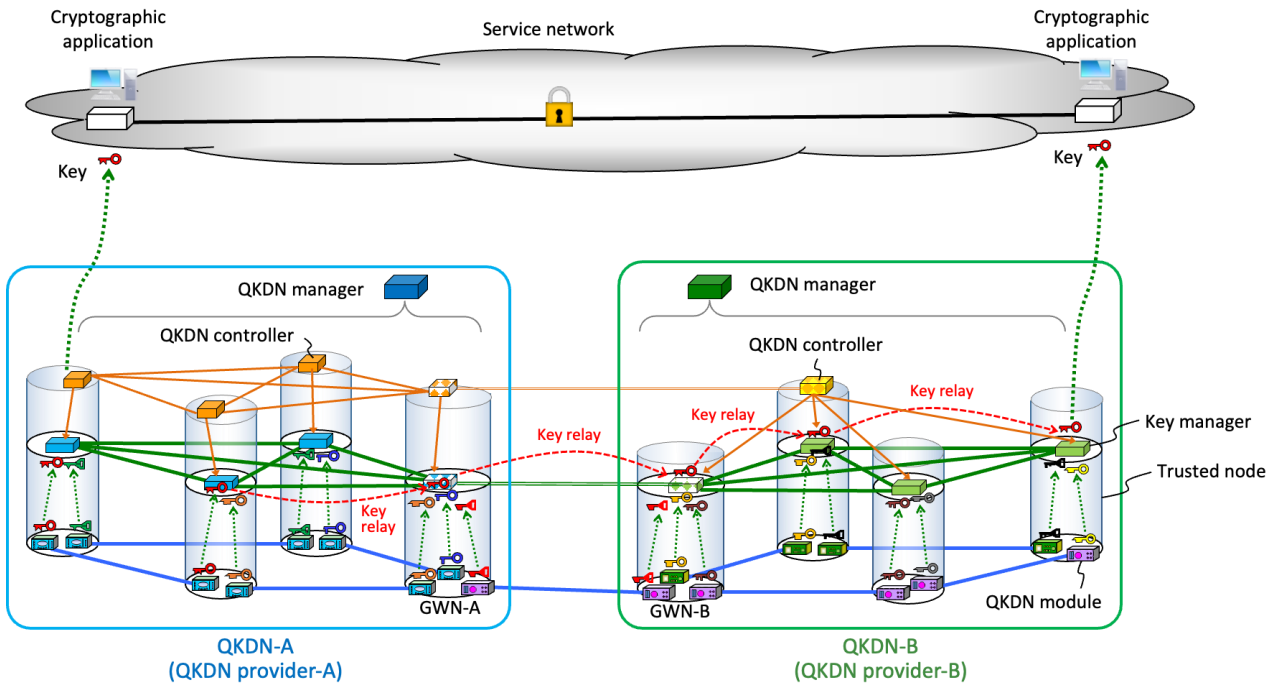 Cryptographic
application
Service network
Cryptographic
application
Key
Key
QKDN manager
QKDN manager
QKDN controller
QKDN controller
Key relay
Key relay
Key relay
Key manager
Trusted node
Key
relay
GWN-A
GWN-B
QKDN module
QKDN-A
(QKDN provider-A)
QKDN-B
(QKDN provider-B)